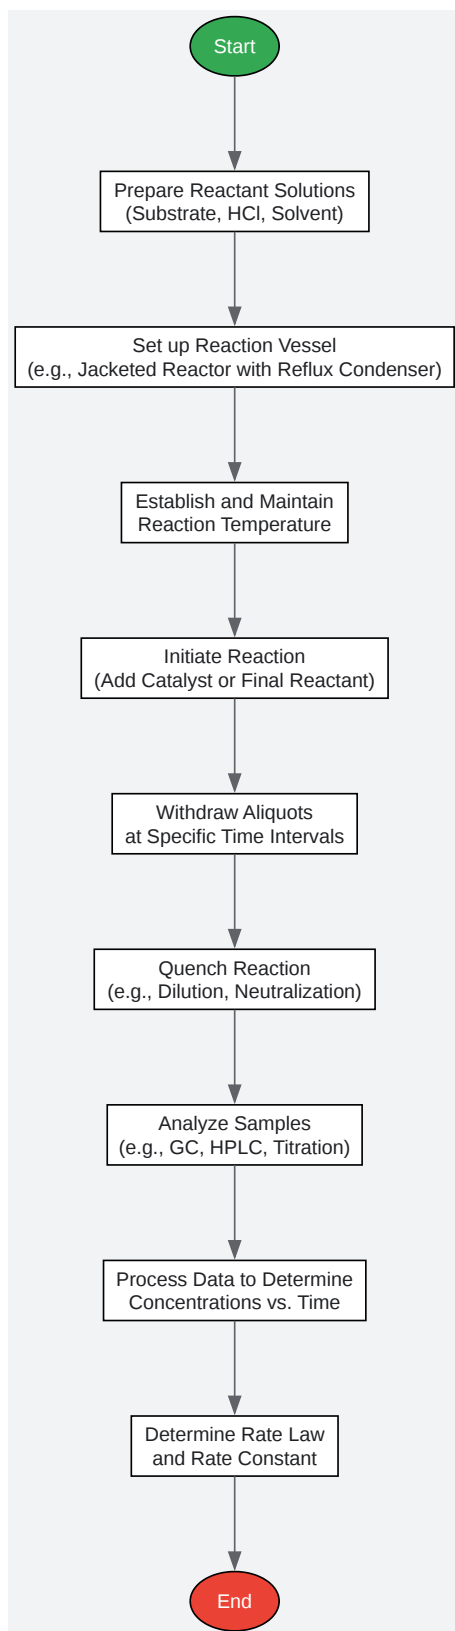 Start
Prepare Reactant Solutions
(Substrate, HCl, Solvent)
Set up Reaction Vessel
(e.g., Jacketed Reactor with Reflux Condenser)
Establish and Maintain
Reaction Temperature
Initiate Reaction
(Add Catalyst or Final Reactant)
Withdraw Aliquots
at Specific Time Intervals
Quench Reaction
(e.g., Dilution, Neutralization)
Analyze Samples
(e.g., GC, HPLC, Titration)
Process Data to Determine
Concentrations vs. Time
Determine Rate Law
and Rate Constant
End